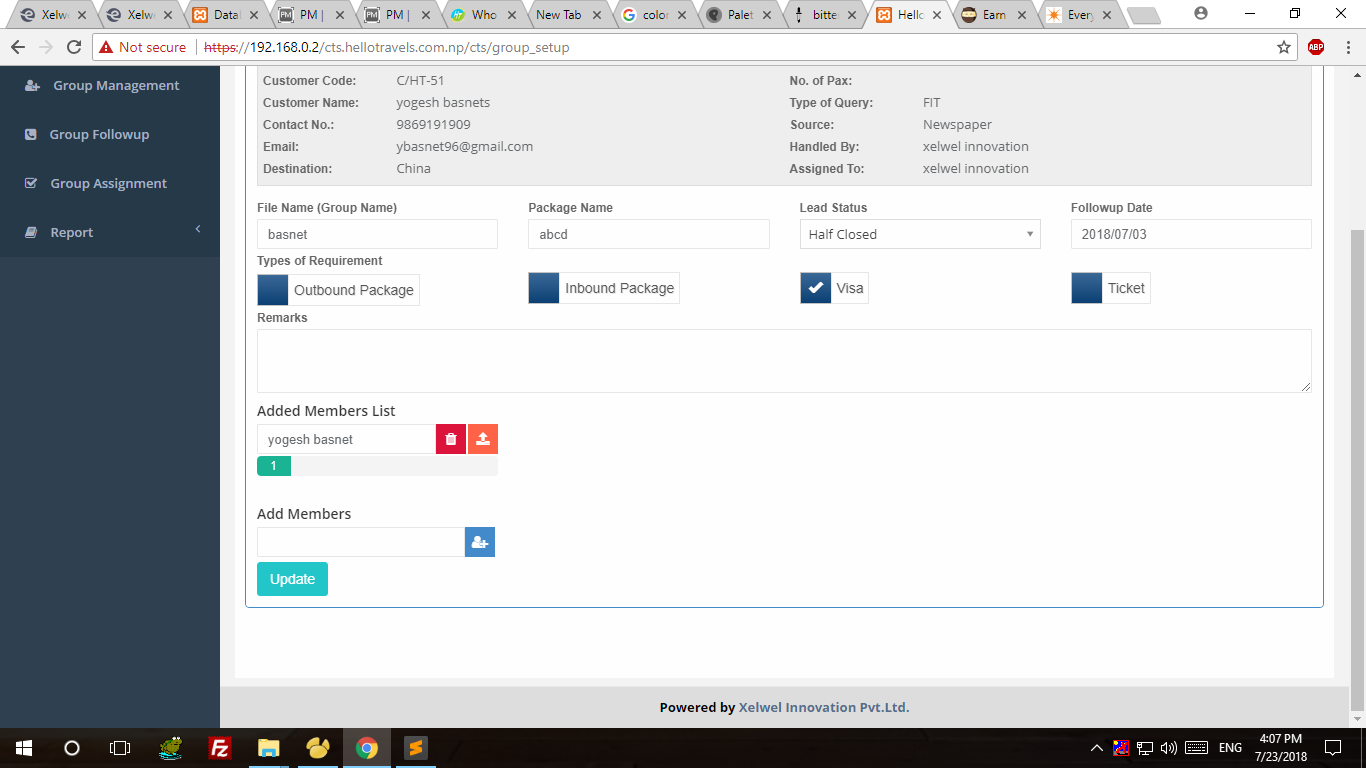 Xelwe
Xelwe
Datal
PM |
PM |
Who
New Tab
color
Palet
bitte
Hello
Earn
Every
Not secure https://192.168.0.2/cts.hellotravels.com.np/cts/group_setup
ABP
Group Management
Group Followup
Group Assignment
Report
Customer Code: C/HT-51 No. of Pax:
Customer Name: yogesh basnets Type of Query: FIT
Contact No.: 9869191909 Source: Newspaper
Email: ybasnet96@gmail.com Handled By: xelwel innovation
Destination: China Assigned To: xelwel innovation
File Name (Group Name) Package Name Lead Status Followup Date
basnet abcd Half Closed 2018/07/03
Types of Requirement
Outbound Package Inbound Package Visa Ticket
Remarks
Added Members List
yogesh basnet
1
Add Members
Update
Powered by Xelwel Innovation Pvt.Ltd.
ENG
4:07 PM
7/23/2018